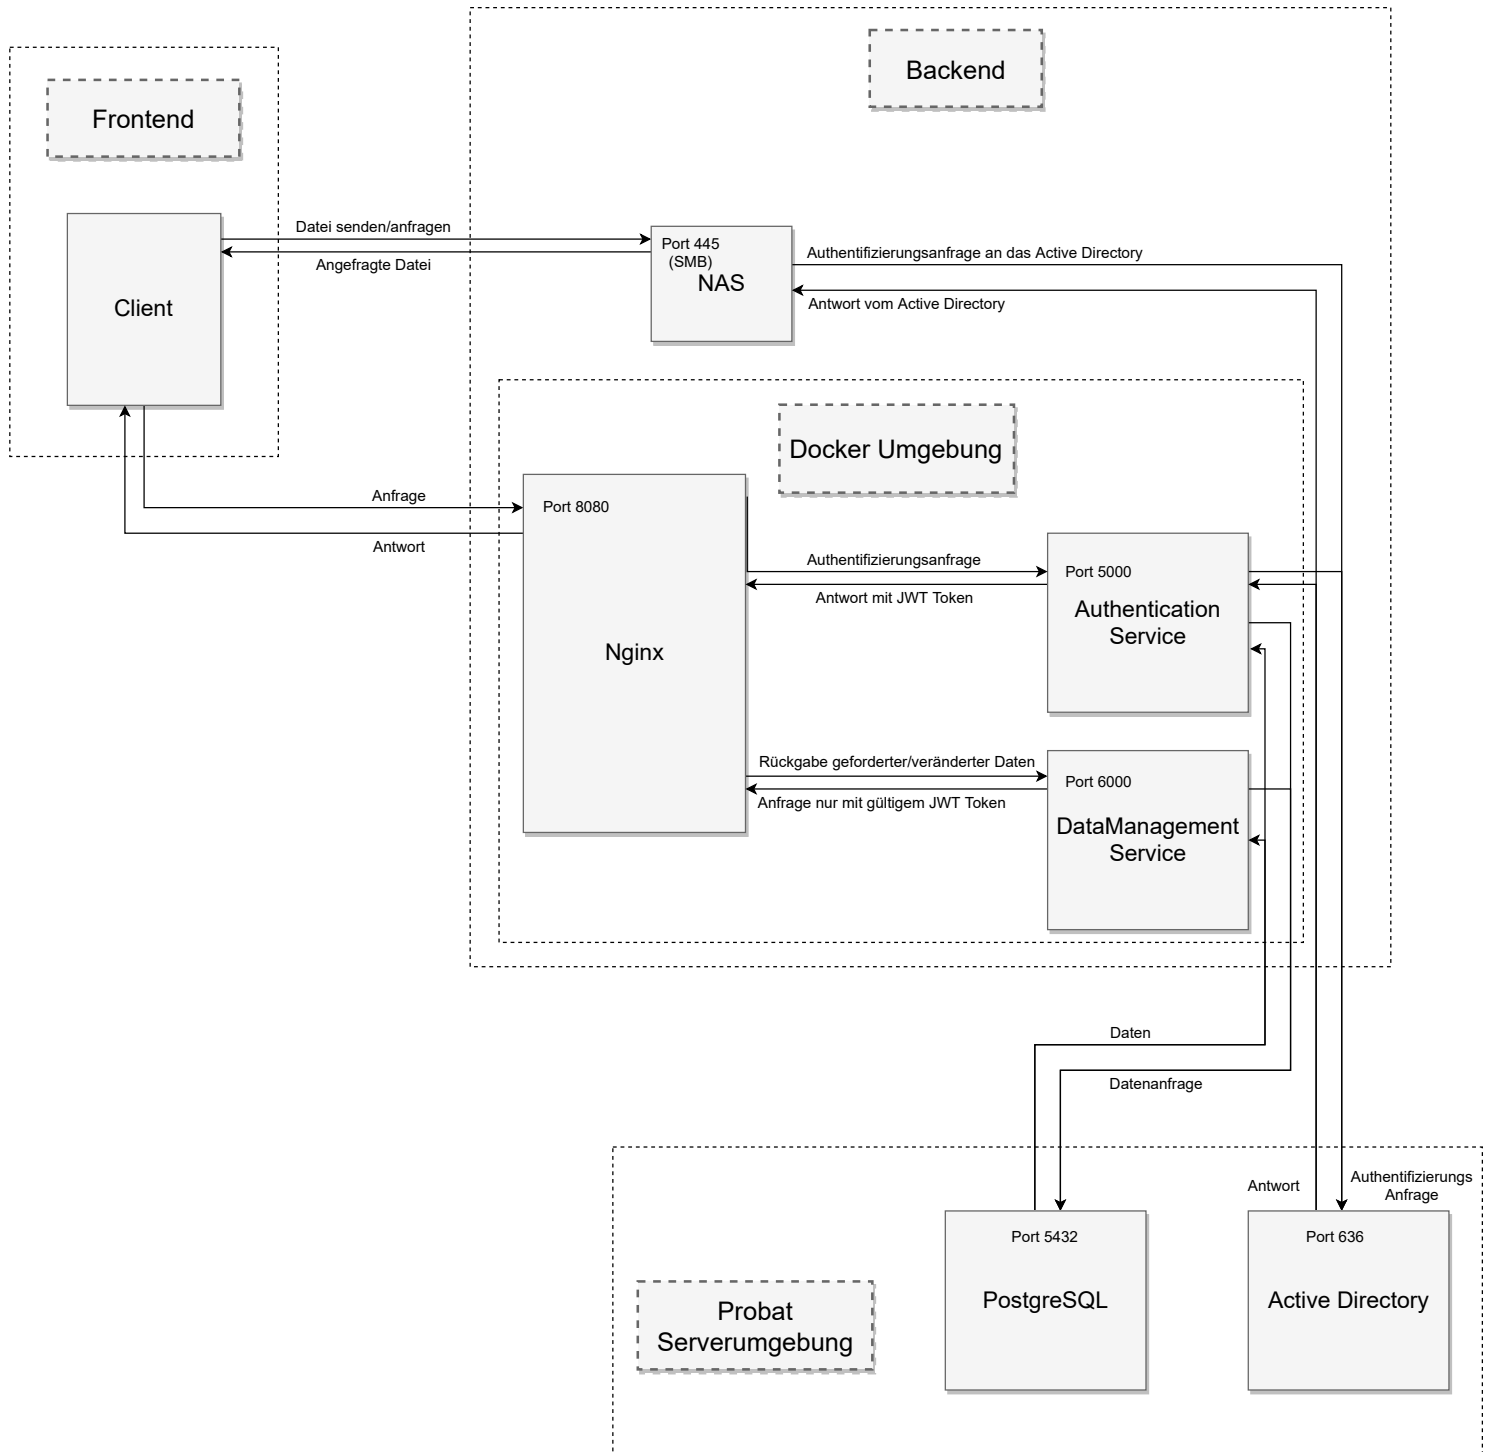 Backend
Frontend
Datei senden/anfragen
Angefragte Datei
Port 445
(SMB)
NAS
Authentifizierungsanfrage an das Active Directory
Antwort vom Active Directory
Client
Docker Umgebung
Anfrage
Antwort
Port 8080
Nginx
Authentifizierungsanfrage
Antwort mit JWT Token
Port 5000
Authentication
Service
Rückgabe geforderter/veränderter Daten
Anfrage nur mit gültigem JWT Token
Port 6000
DataManagement
Service
Daten
Datenanfrage
Antwort
Authentifizierungs
Anfrage
Port 5432
PostgreSQL
Port 636
Active Directory
Probat
Serverumgebung